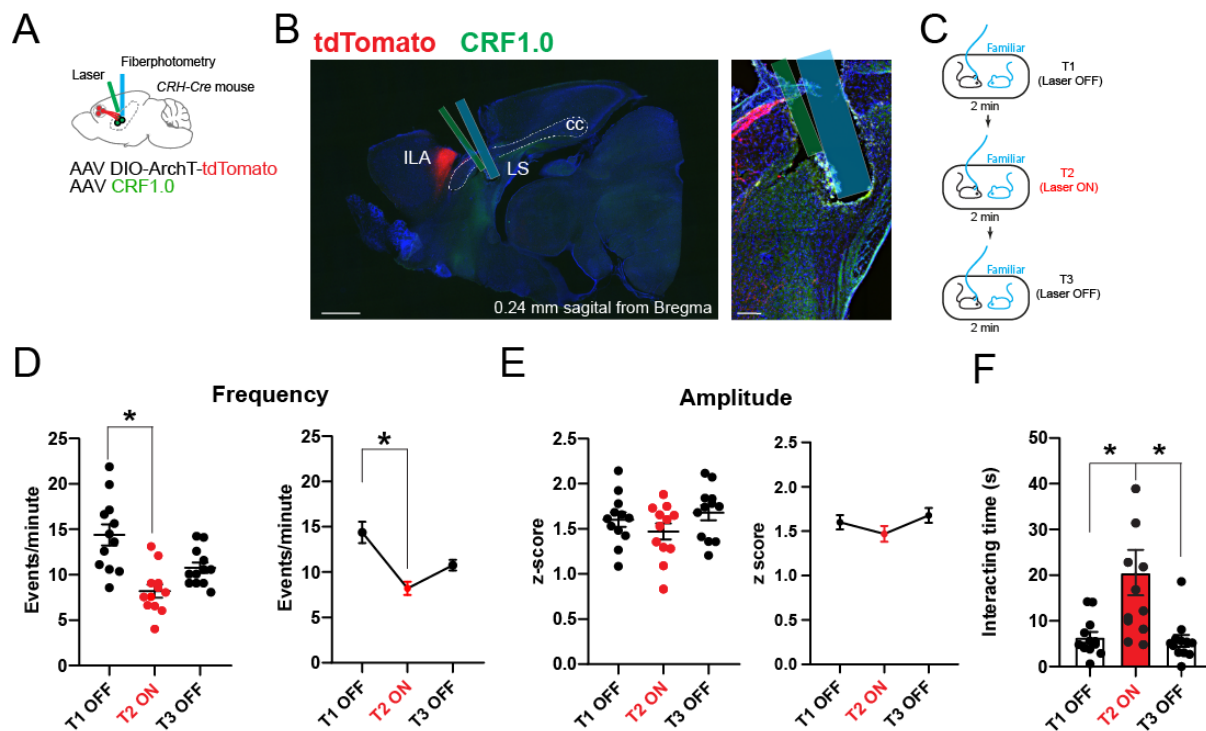 A
Fiberphotometry
Laser
CRH-Cre mouse
AAV DIO-ArchT-tdTomato
AAV CRF1.0
B
tdTomato CRF1.0
ILA
LS
cc
0.24 mm sagital from Bregma
C
Familiar
T1
(Laser OFF)
2 min
Familiar
T2
(Laser ON)
2 min
Familiar
T3
(Laser OFF)
2 min
D
Frequency
*
Events/minute
25
20
15
10
5
0
T1 OFF
T2 ON
T3 OFF
*
Events/minute
25
20
15
10
5
0
T1 OFF
T2 ON
T3 OFF
E
Amplitude
z-score
2.5
2.0
1.5
1.0
0.5
0.0
T1 OFF
T2 ON
T3 OFF
z score
2.5
2.0
1.5
1.0
0.5
0.0
T1 OFF
T2 ON
T3 OFF
F
* *
Interacting time (s)
50
40
30
20
10
0
T1 OFF
T2 ON
T3 OFF